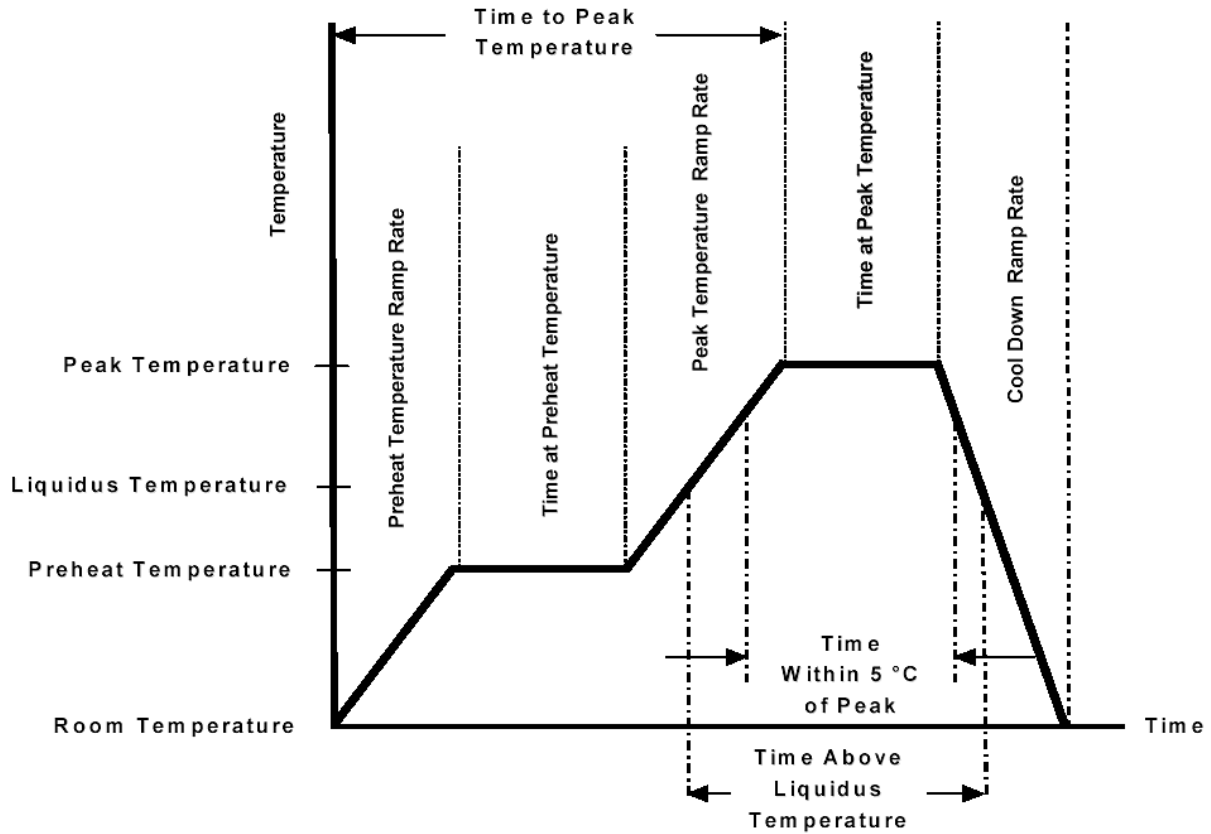 Time to Peak
Temperature
Temperature
Preheat Temperature Ramp Rate
Time at Preheat Temperature
Peak Temperature Ramp Rate
Time at Peak Temperature
Cool Down Ramp Rate
Peak Temperature
Liquidus Temperature
Preheat Temperature
Room Temperature
Time
Within 5 °C
of Peak
Time
Time Above
Liquidus
Temperature